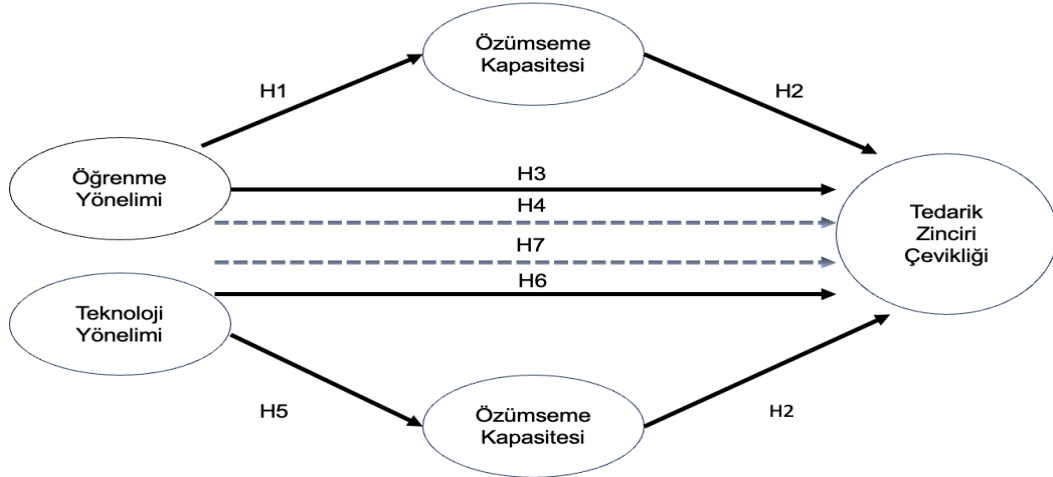 Özümseme
Kapasitesi
H1
H2
Öğrenme
Yönelimi
H3
H4
Tedarik
Zinciri
Çevikliği
H7
H6
Teknoloji
Yönelimi
H5
Özümseme
Kapasitesi
H2